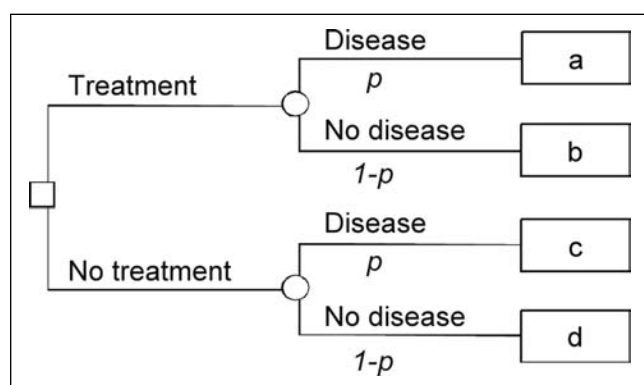 Disease
a
Treatment
p
No disease
b
1-p
Disease
c
No treatment
p
No disease
d
1-p